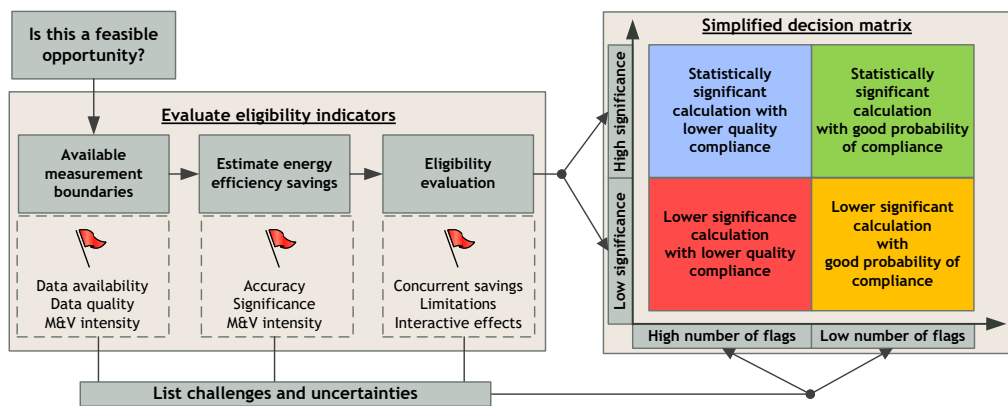 Is this a feasible
opportunity?
Evaluate eligibility indicators
Available
measurement
boundaries
Estimate energy
efficiency savings
Eligibility
evaluation
Data availability
Data quality
M&V intensity
Accuracy
Significance
M&V intensity
Concurrent savings
Limitations
Interactive effects
List challenges and uncertainties
Simplified decision matrix
High significance
Low significance
Statistically
significant
calculation with
lower quality
compliance
Statistically
significant
calculation
with good probability
of compliance
Lower significance
calculation
with lower quality
compliance
Lower significant
calculation
with
good probability of
compliance
High number of flags
Low number of flags